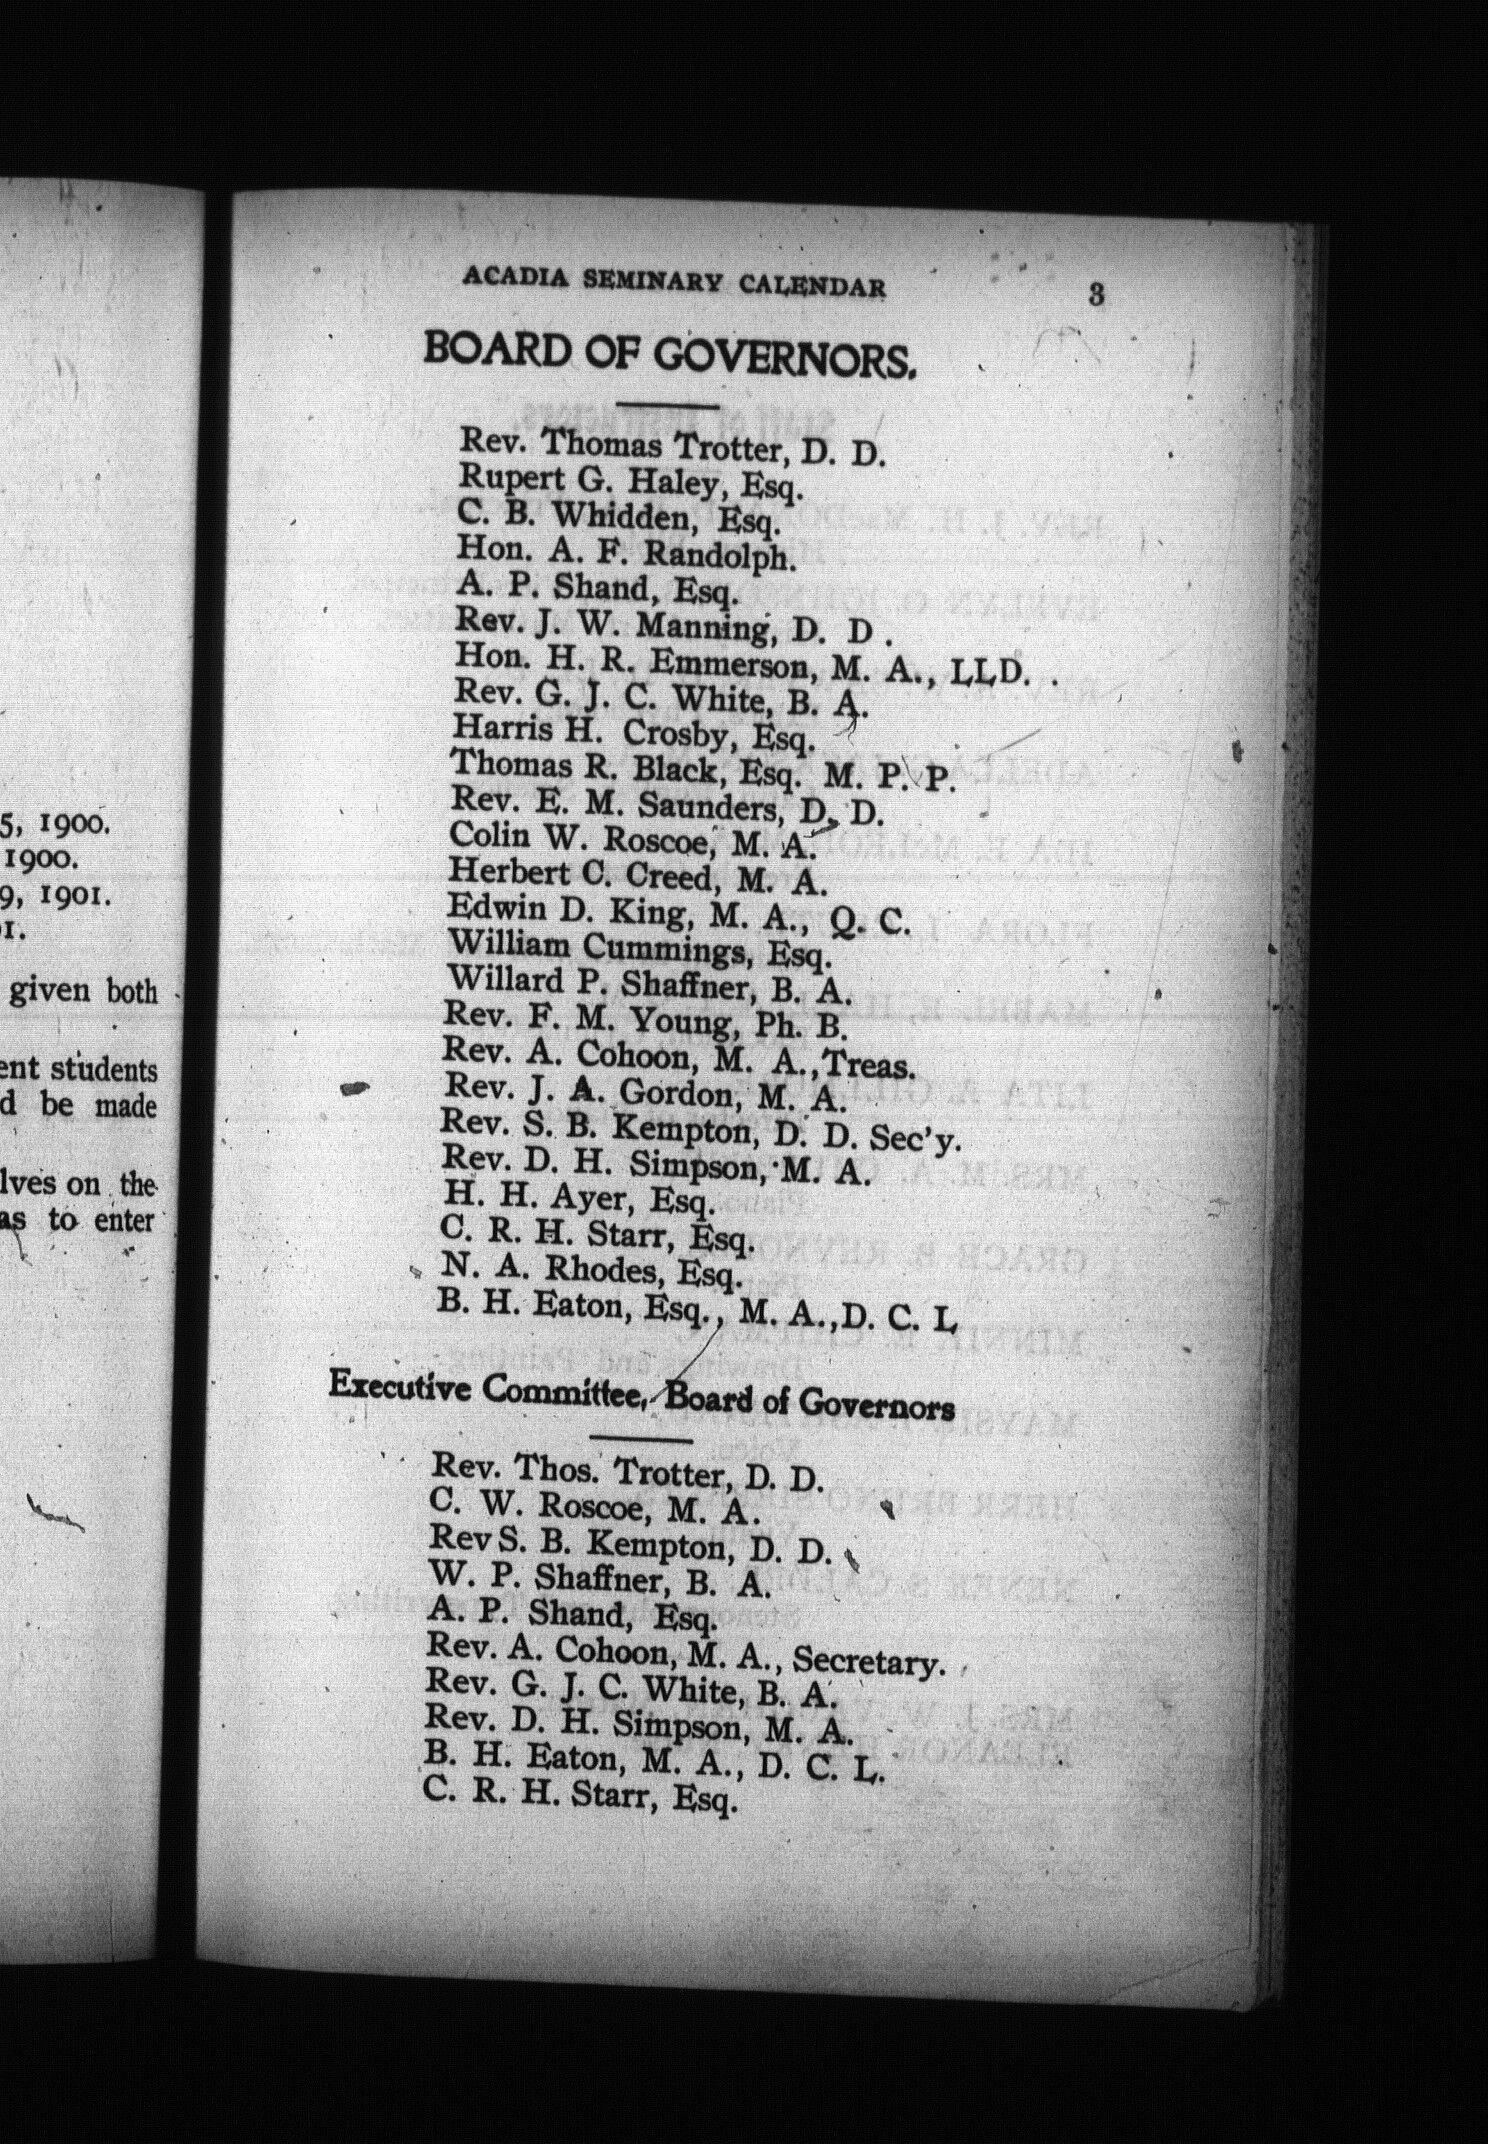 5, 1900.
1900.
9, 1901.
01.
given both
ent students
d be made
lves on the
as to enter
ACADIA SEMINARY CALENDAR 3
BOARD OF GOVERNORS.
Rev. Thomas Trotter, D. D.
Rupert G. Haley, Esq.
C. B. Whidden, Esq.
Hon. A. F. Randolph.
A. P. Shand, Esq.
Rev. J. W. Manning, D. D.
Hon. H. R. Emmerson, M. A., LLD. .
Rev. G. J. C. White, B. A.
Harris H. Crosby, Esq.
Thomas R. Black, Esq. M. P. P.
Rev. E. M. Saunders, D. D.
Colin W. Roscoe, M. A.
Herbert C. Creed, M. A.
Edwin D. King, M. A., Q. C.
William Cummings, Esq.
Willard P. Shaffner, B. A.
Rev. F. M. Young, Ph. B.
Rev. A. Cohoon, M. A., Treas.
Rev. J. A. Gordon, M. A.
Rev. S. B. Kempton, D. D. Sec'y.
Rev. D. H. Simpson, M. A.
H. H. Ayer, Esq.
C. R. H. Starr, Esq.
N. A. Rhodes, Esq.
B. H. Eaton, Esq., M. A., D. C. L
Executive Committee, Board of Governors
Rev. Thos. Trotter, D. D.
C. W. Roscoe, M. A.
Rev S. B. Kempton, D. D.
W. P. Shaffner, B. A.
A. P. Shand, Esq.
Rev. A. Cohoon, M. A., Secretary.
Rev. G. J. C. White, B. A.
Rev. D. H. Simpson, M. A.
B. H. Eaton, M. A., D. C. L.
C. R. H. Starr, Esq.